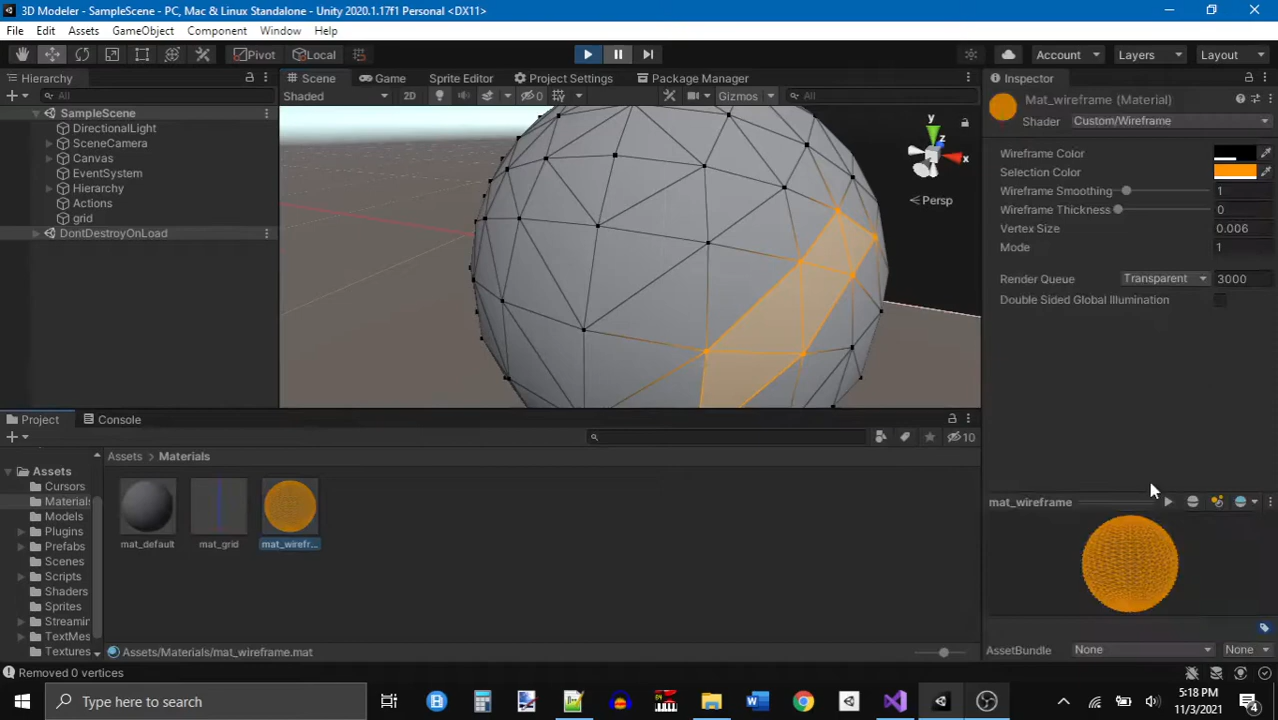 3D Modeler - SampleScene - PC, Mac & Linux Standalone - Unity 2020.1.17f1 Personal <DX11>
File Edit Assets GameObject Component Window Help
Pivot Local Account Layers Layout
Hierarchy
All
SampleScene
DirectionalLight
SceneCamera
Canvas
EventSystem
Hierarchy
Actions
grid
DontDestroyOnLoad
Scene Game Sprite Editor Project Settings Package Manager
Shaded 2D 0 Gizmos All
y
z
x
Persp
Inspector
Mat_wireframe (Material)
Shader Custom/Wireframe
Wireframe Color
Selection Color
Wireframe Smoothing 1
Wireframe Thickness 0
Vertex Size 0.006
Mode 1
Render Queue Transparent 3000
Double Sided Global Illumination
mat_wireframe
AssetBundle None None
Project Console
10
Assets
Cursors
Materials
Models
Plugins
Prefabs
Scenes
Scripts
Shaders
Sprites
Streamin
TextMes
Textures
Assets > Materials
mat_default mat_grid mat_wirefr...
Assets/Materials/mat_wireframe.mat
Removed 0 vertices
Type here to search
5:18 PM
11/3/2021
4